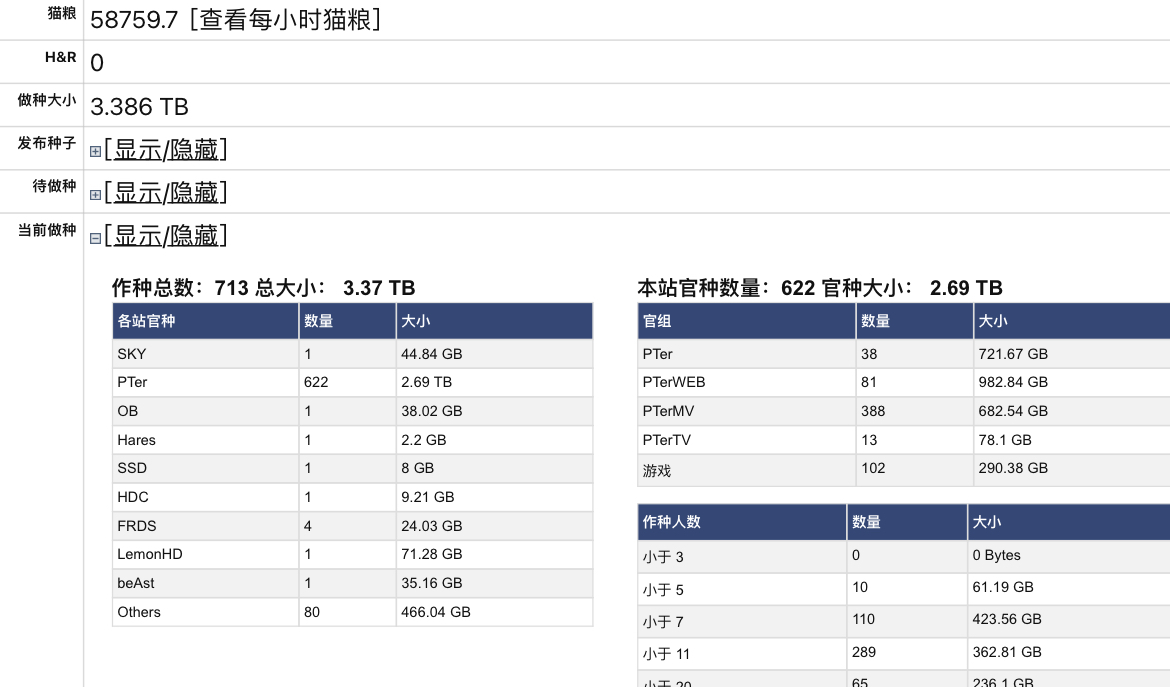 猫粮 58759.7 [查看每小时猫粮]
H&R 0
做种大小 3.386 TB
发布种子 [显示/隐藏]
待做种 [显示/隐藏]
当前做种 [显示/隐藏]
作种总数：713 总大小： 3.37 TB
各站官种 数量 大小
SKY 1 44.84 GB
PTer 622 2.69 TB
OB 1 38.02 GB
Hares 1 2.2 GB
SSD 1 8 GB
HDC 1 9.21 GB
FRDS 4 24.03 GB
LemonHD 1 71.28 GB
beAst 1 35.16 GB
Others 80 466.04 GB
本站官种数量：622 官种大小： 2.69 TB
官组 数量 大小
PTer 38 721.67 GB
PTerWEB 81 982.84 GB
PTerMV 388 682.54 GB
PTerTV 13 78.1 GB
游戏 102 290.38 GB
作种人数 数量 大小
小于 3 0 0 Bytes
小于 5 10 61.19 GB
小于 7 110 423.56 GB
小于 11 289 362.81 GB
小于 20 65 236.1 GB